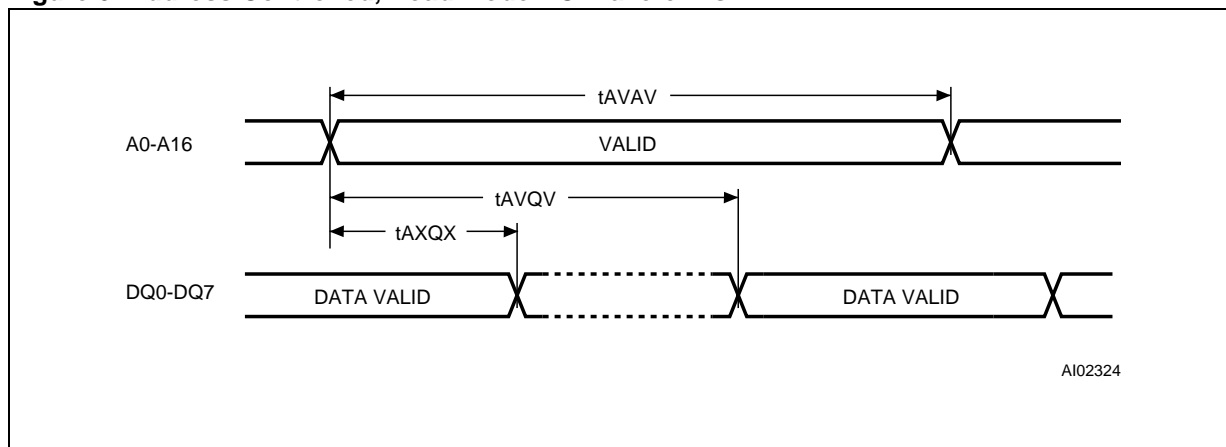 tAVAV
A0-A16
VALID
tAVQV
tAXQX
DQ0-DQ7
DATA VALID
DATA VALID
AI02324